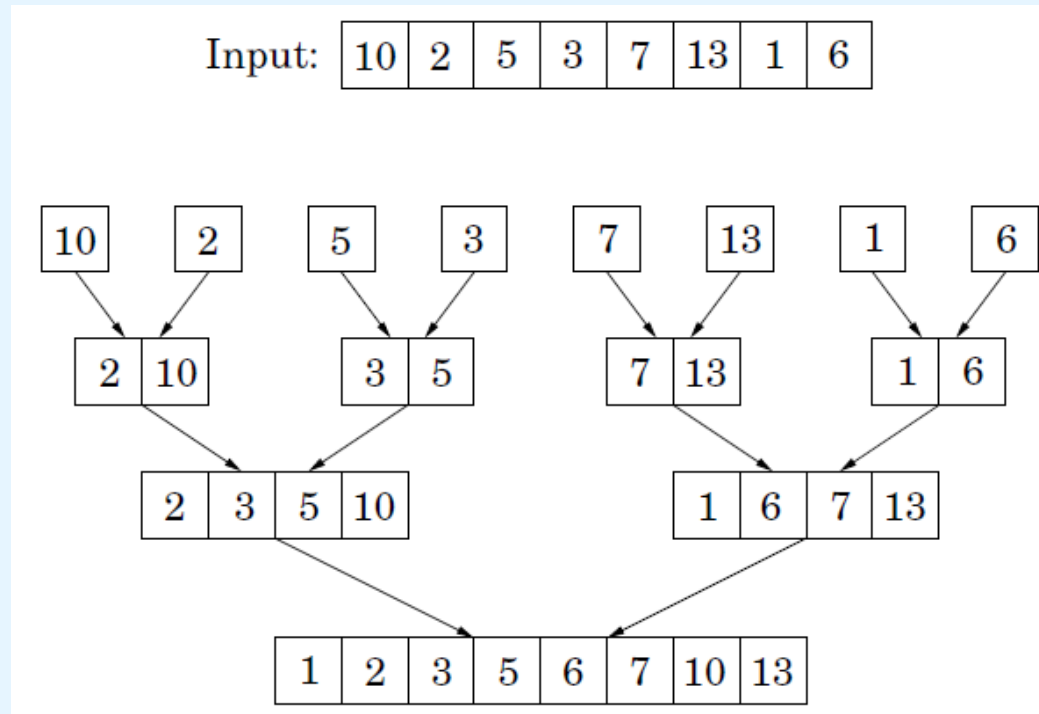 Input: 10 2 5 3 7 13 1 6
10 2 5 3 7 13 1 6
2 10 3 5 7 13 1 6
2 3 5 10 1 6 7 13
1 2 3 5 6 7 10 13